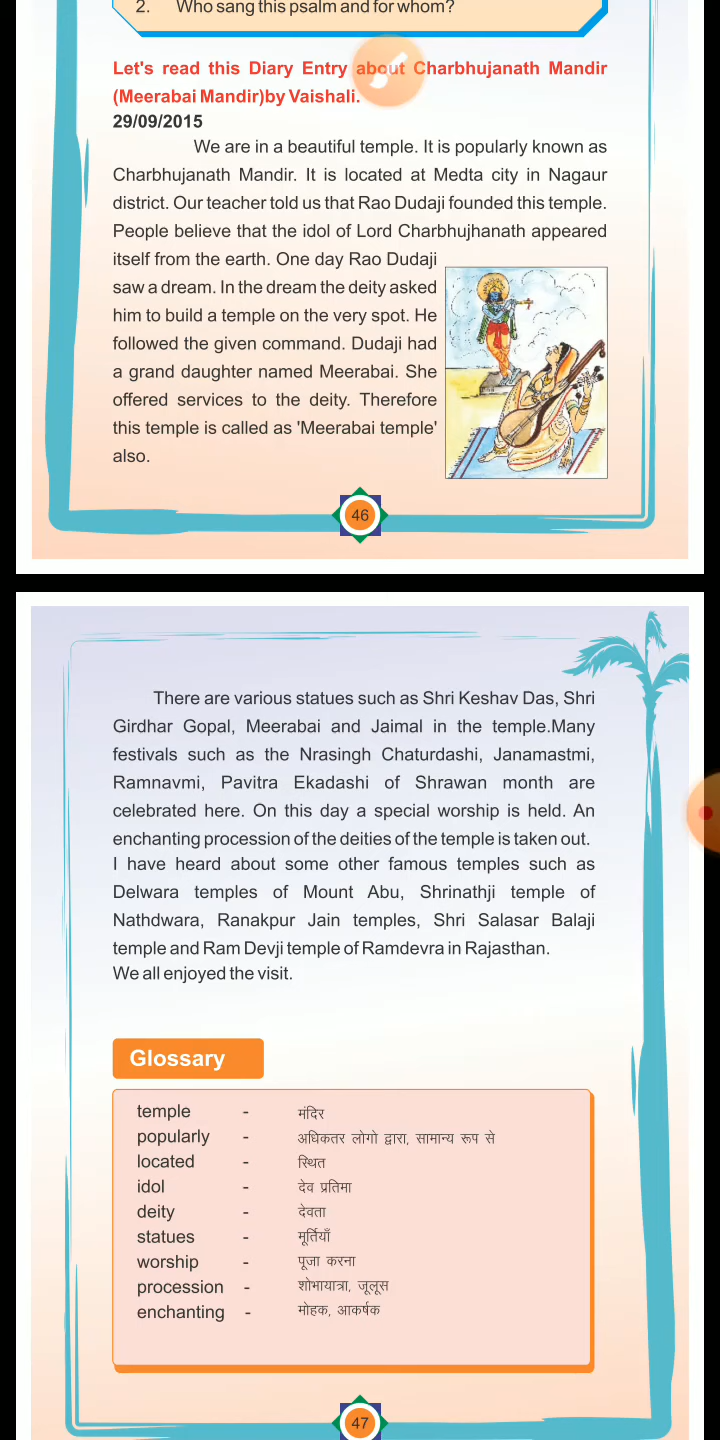 2. Who sang this psalm and for whom?
Let's read this Diary Entry about Charbhujanath Mandir
(Meerabai Mandir)by Vaishali.
29/09/2015
We are in a beautiful temple. It is popularly known as
Charbhujanath Mandir. It is located at Medta city in Nagaur
district. Our teacher told us that Rao Dudaji founded this temple.
People believe that the idol of Lord Charbhujhanath appeared
itself from the earth. One day Rao Dudaji
saw a dream. In the dream the deity asked
him to build a temple on the very spot. He
followed the given command. Dudaji had
a grand daughter named Meerabai. She
offered services to the deity. Therefore
this temple is called as 'Meerabai temple'
also.
46
There are various statues such as Shri Keshav Das, Shri
Girdhar Gopal, Meerabai and Jaimal in the temple.Many
festivals such as the Nrasingh Chaturdashi, Janamastmi,
Ramnavmi, Pavitra Ekadashi of Shrawan month are
celebrated here. On this day a special worship is held. An
enchanting procession of the deities of the temple is taken out.
I have heard about some other famous temples such as
Delwara temples of Mount Abu, Shrinathji temple of
Nathdwara, Ranakpur Jain temples, Shri Salasar Balaji
temple and Ram Devji temple of Ramdevra in Rajasthan.
We all enjoyed the visit.
Glossary
temple - मंदिर
popularly - अधिकतर लोगो द्वारा, सामान्य रूप से
located - स्थित
idol - देव प्रतिमा
deity - देवता
statues - मूर्तियाँ
worship - पूजा करना
procession - शोभायात्रा, जूलूस
enchanting - मोहक, आकर्षक
47